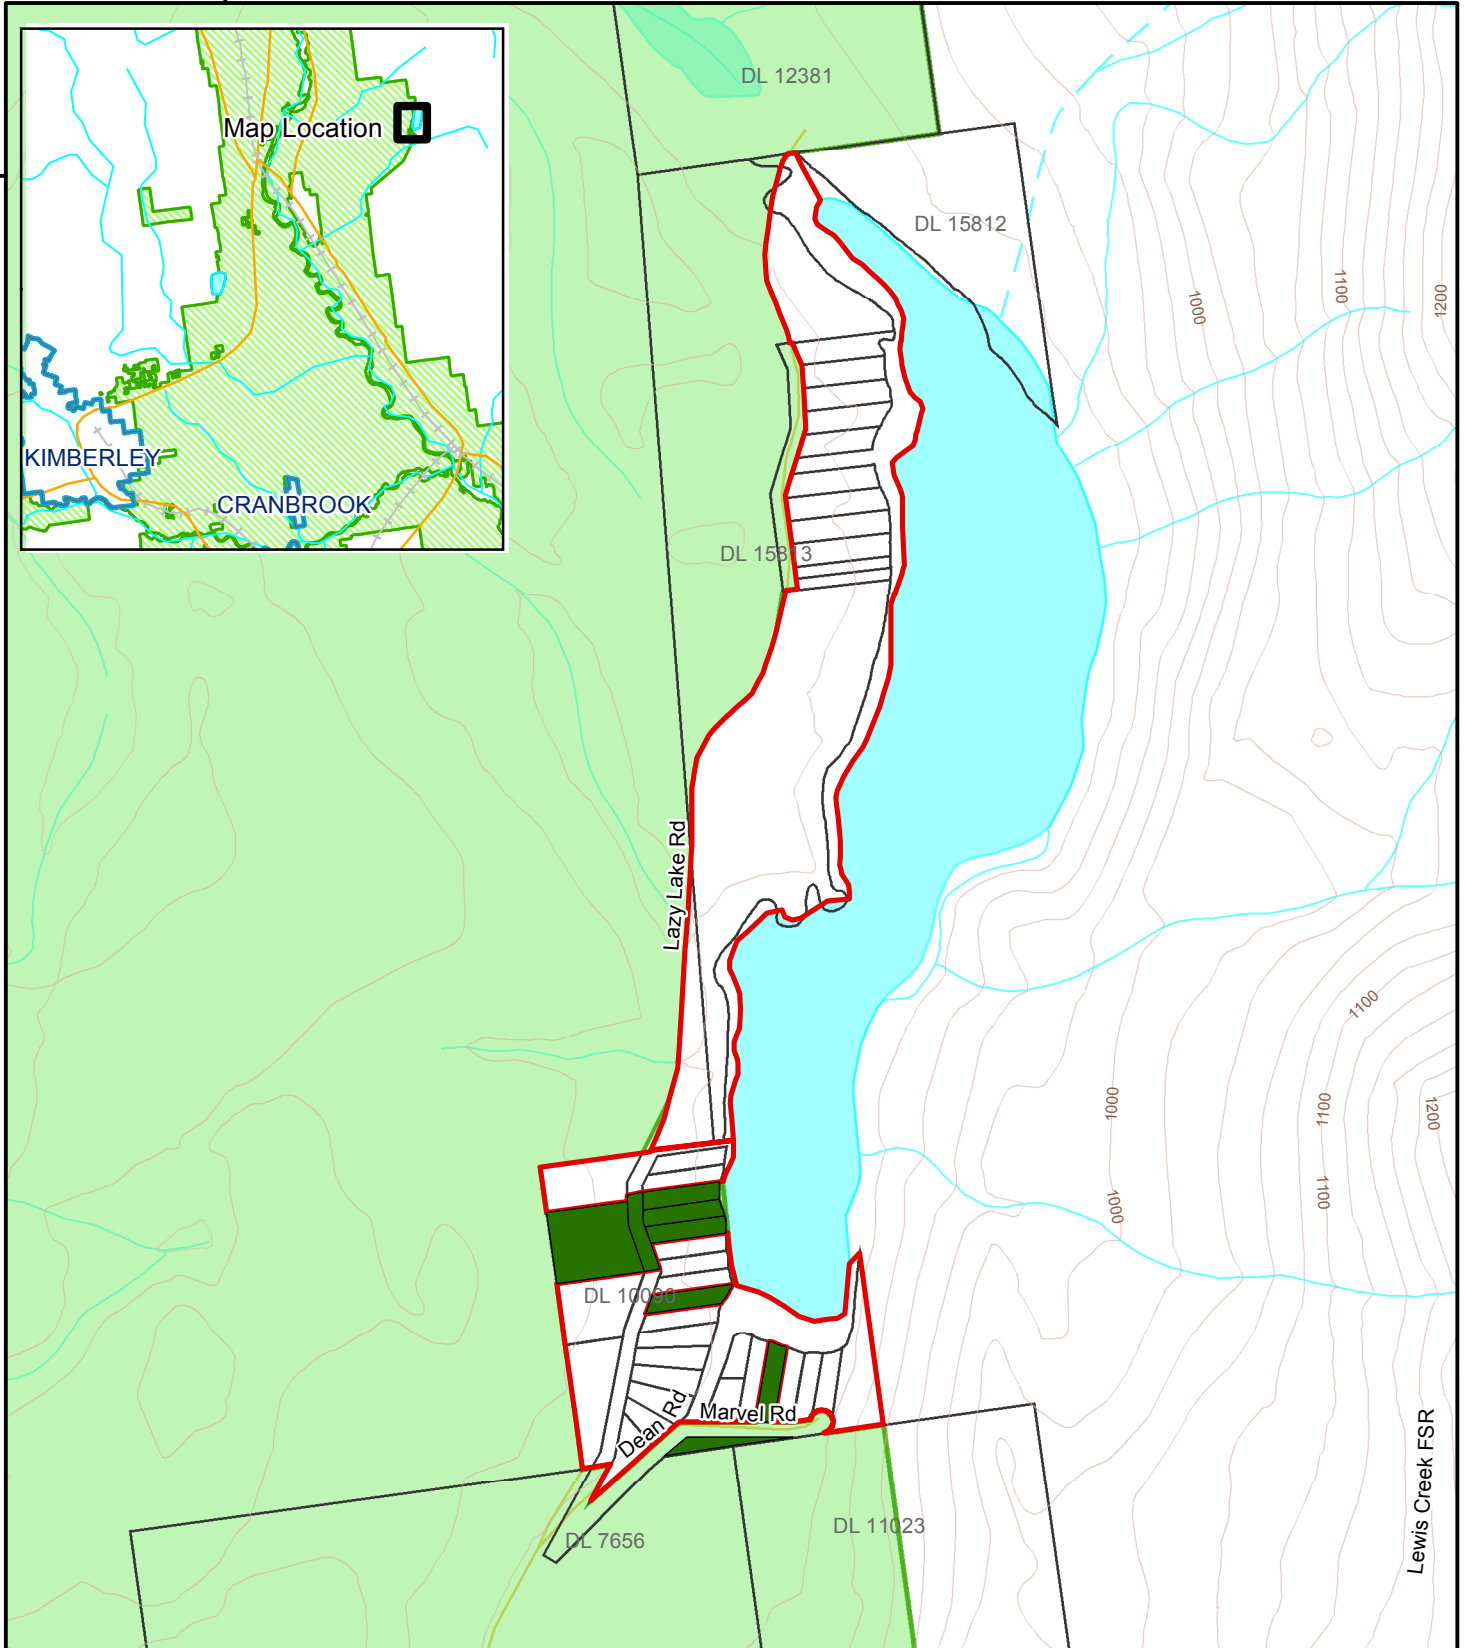 DL 12381
Map Location
DL 15812
1000
1100
1200
KIMBERLEY
CRANBROOK
DL 15813
Lazy Lake Rd
1100
1000
1100
1200
1000
1100
DL 10090
Dean Rd
Marvel Rd
Lewis Creek FSR
DL 7656
DL 11023